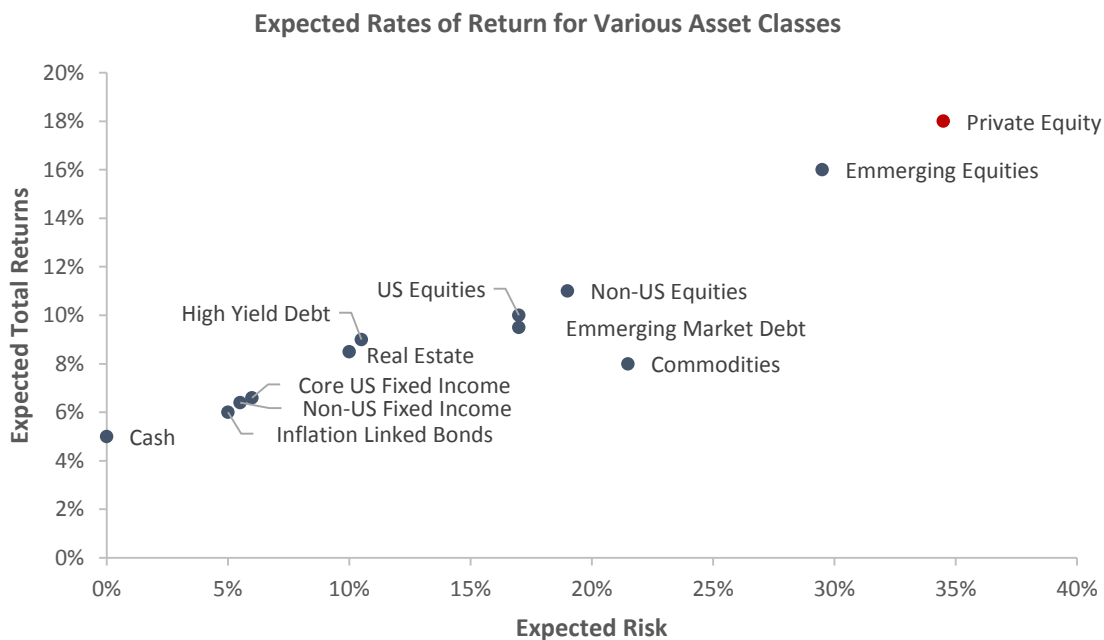 Expected Rates of Return for Various Asset Classes
Expected Total Returns
20%
18%
16%
14%
12%
10%
8%
6%
4%
2%
0%
Private Equity
Emmerging Equities
US Equities
Non-US Equities
High Yield Debt
Emmerging Market Debt
Real Estate
Commodities
Core US Fixed Income
Non-US Fixed Income
Inflation Linked Bonds
Cash
0%
5%
10%
15%
20%
25%
30%
35%
40%
Expected Risk